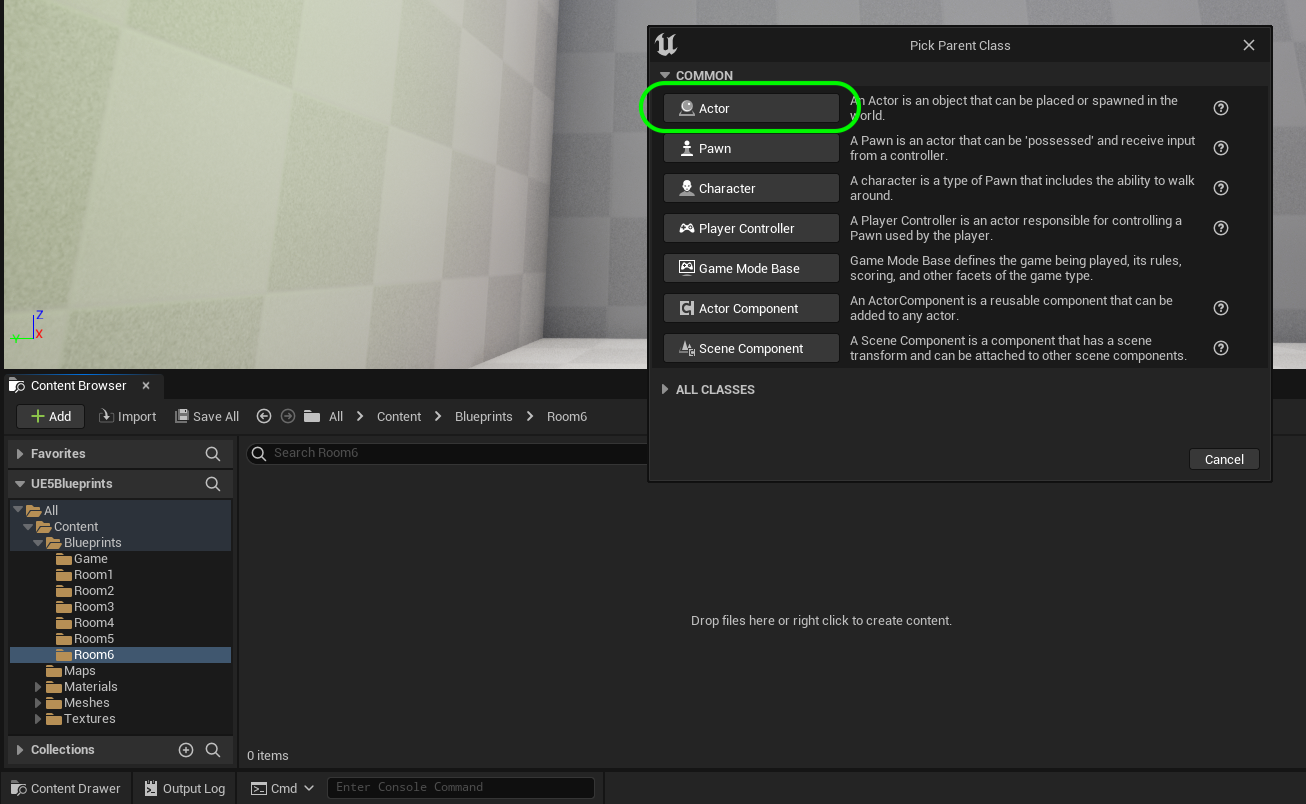 Pick Parent Class
COMMON
Actor
An Actor is an object that can be placed or spawned in the
world.
Pawn
A Pawn is an actor that can be 'possessed' and receive input
from a controller.
Character
A character is a type of Pawn that includes the ability to walk
around.
Player Controller
A Player Controller is an actor responsible for controlling a
Pawn used by the player.
Game Mode Base
Game Mode Base defines the game being played, its rules,
scoring, and other facets of the game type.
Actor Component
An ActorComponent is a reusable component that can be
added to any actor.
Scene Component
A Scene Component is a component that has a scene
transform and can be attached to other scene components.
ALL CLASSES
Cancel
Z
Y
X
Content Browser
Add
Import
Save All
All
Content
Blueprints
Room6
Favorites
Search Room6
UE5Blueprints
All
Content
Blueprints
Game
Room1
Room2
Room3
Room4
Room5
Room6
Maps
Materials
Meshes
Textures
Drop files here or right click to create content.
Collections
0 items
Content Drawer
Output Log
Cmd
Enter Console Command